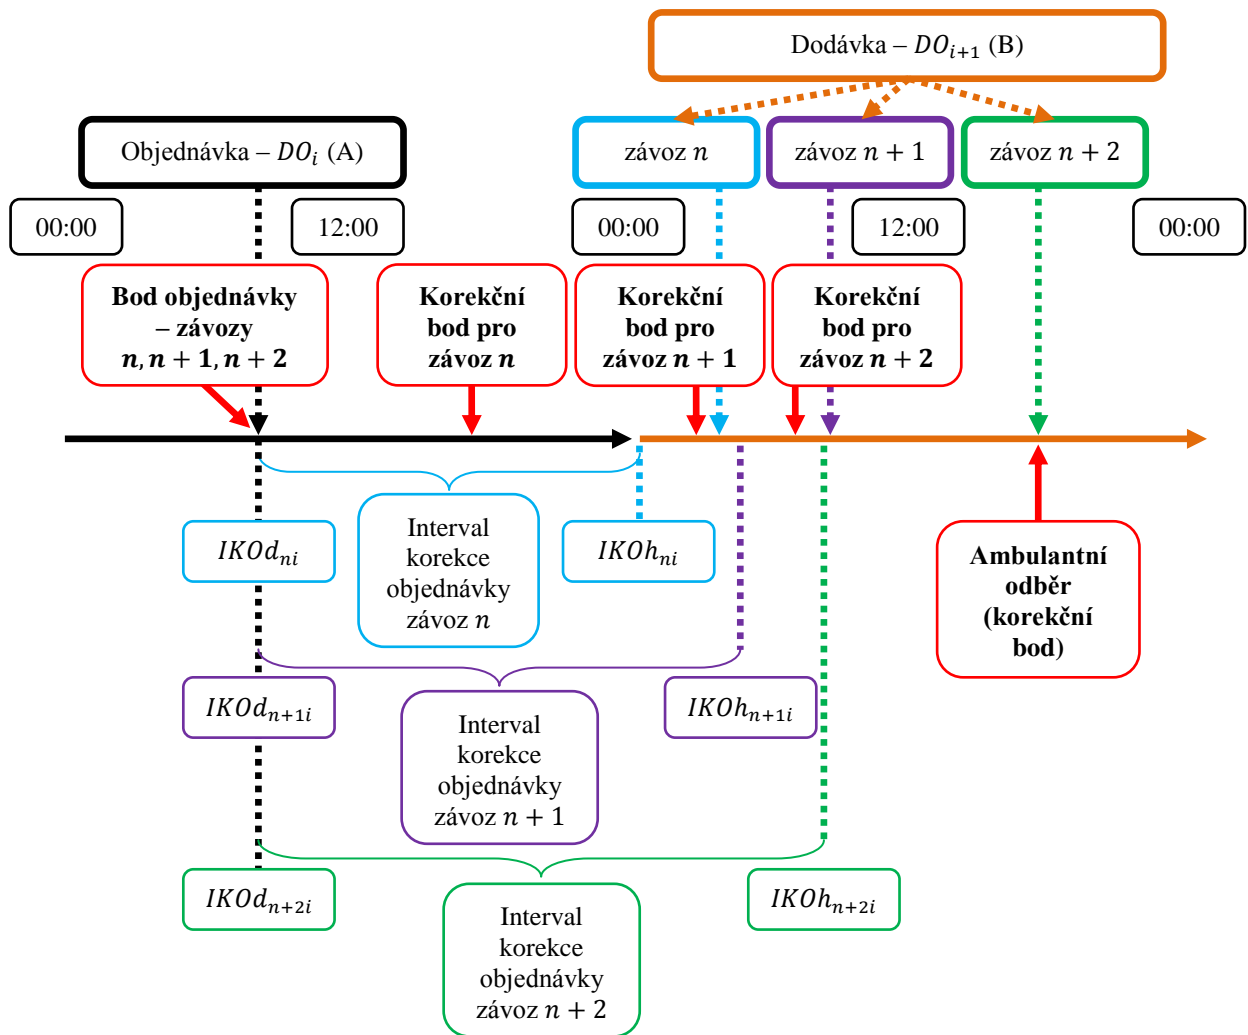 Dodávka – DO_{i+1} (B)
Objednávka – DO_i (A)
závoz n
závoz n + 1
závoz n + 2
00:00
12:00
00:00
12:00
00:00
Bod objednávky
– závozy
n, n + 1, n + 2
Korekční
bod pro
závoz n
Korekční
bod pro
závoz n + 1
Korekční
bod pro
závoz n + 2
Interval
korekce
objednávky
závoz n
IKOd_{ni}
IKOh_{ni}
Ambulantní
odběr
(korekční
bod)
IKOd_{n+1i}
Interval
korekce
objednávky
závoz n + 1
IKOh_{n+1i}
IKOd_{n+2i}
Interval
korekce
objednávky
závoz n + 2
IKOh_{n+2i}